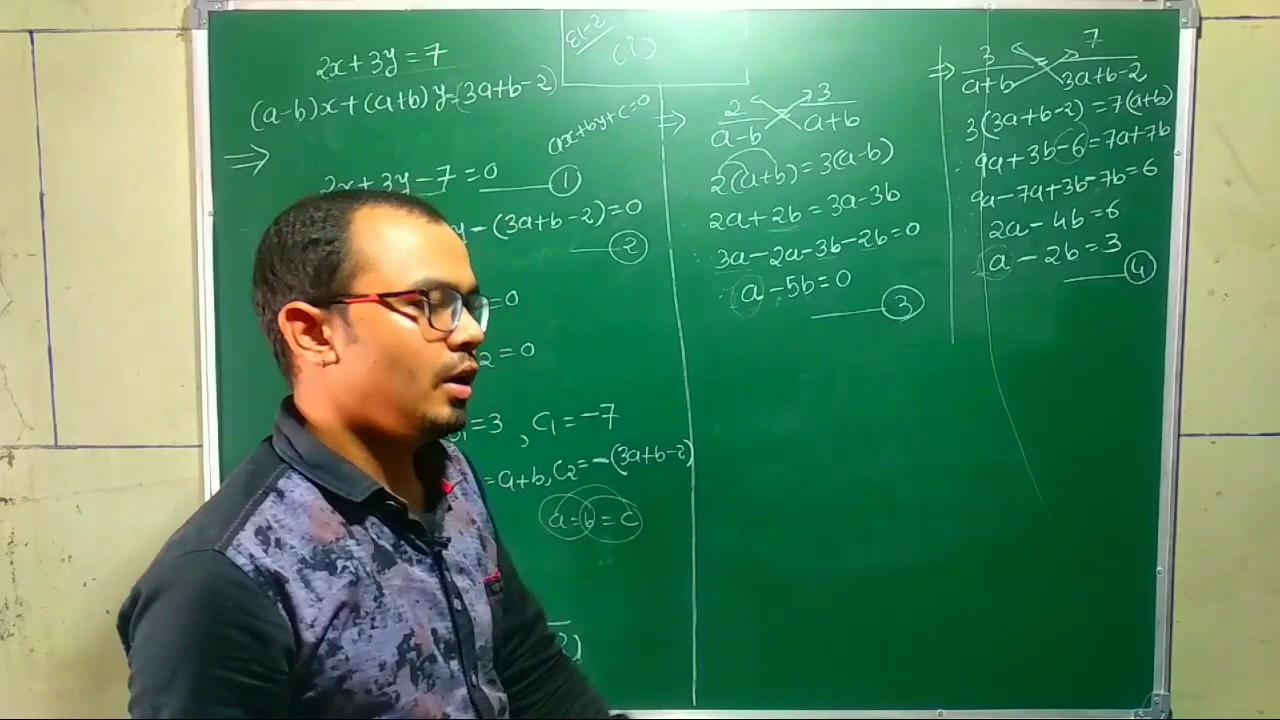 E1-2
(i)
2x+3y=7
(a-b)x+(a+b)y=(3a+b-2)
ax+by+c=0
⇒
2x+3y-7=0 ①
y-(3a+b-2)=0
②
=0
2=0
=3, C₁=-7
=a+b, C₂=-(3a+b-2)
a=b=c
⇒ 2/a-b = 3/a+b
2(a+b)=3(a-b)
2a+2b=3a-3b
3a-2a-3b-2b=0
a-5b=0
③
⇒ 3/a+b = 7/3a+b-2
3(3a+b-2)=7(a+b)
9a+3b-6=7a+7b
9a-7a+3b-7b=6
2a-4b=6
a-2b=3
④